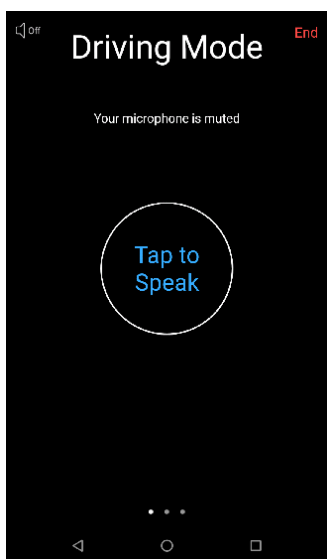 Off
Driving Mode
End
Your microphone is muted
Tap to
Speak